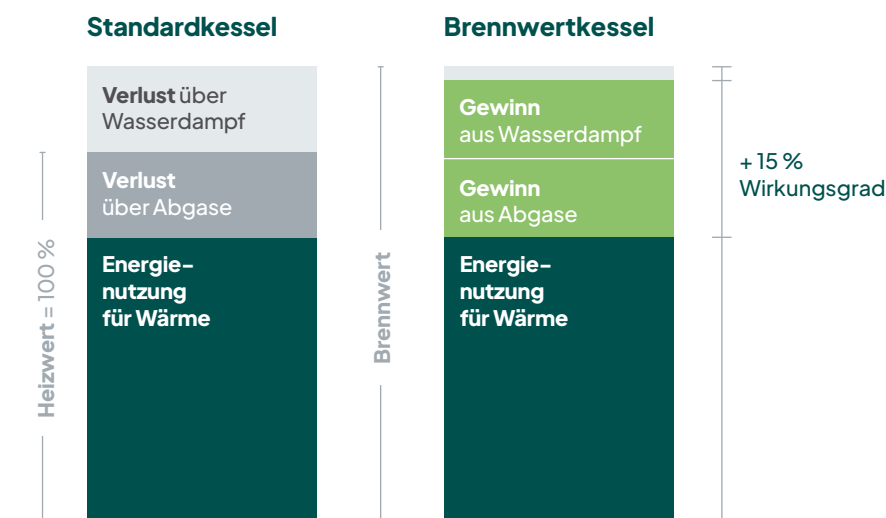 Standardkessel
Verlust über
Wasserdampf
Verlust
über Abgase
Energie–
nutzung
für Wärme
Heizwert = 100 %
Brennwert
Brennwertkessel
Gewinn
aus Wasserdampf
Gewinn
aus Abgase
Energie–
nutzung
für Wärme
+ 15 %
Wirkungsgrad